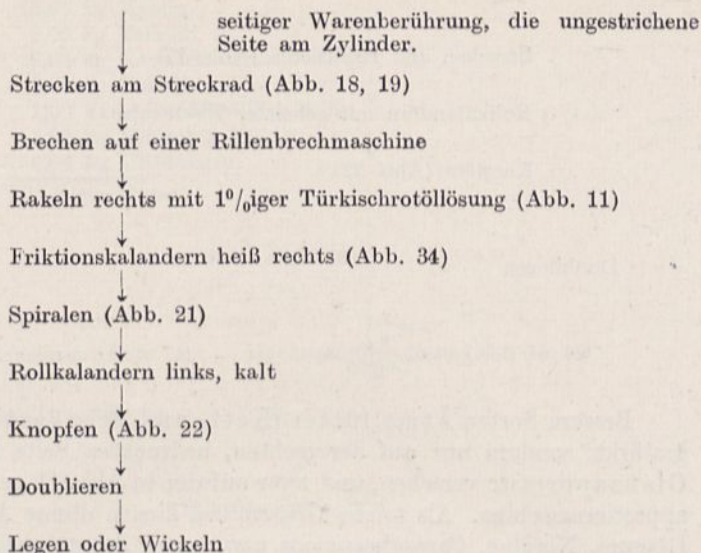 seitiger Warenberührung, die ungestrichene
Seite am Zylinder.
Strecken am Streckrad (Abb. 18, 19)
Brechen auf einer Rillenbrechmaschine
Rakeln rechts mit 1%iger Türkischrotöllösung (Abb. 11)
Friktionskalandern heiß rechts (Abb. 34)
Spiralen (Abb. 21)
Rollkalandern links, kalt
Knopfen (Abb. 22)
Doublieren
Legen oder Wickeln